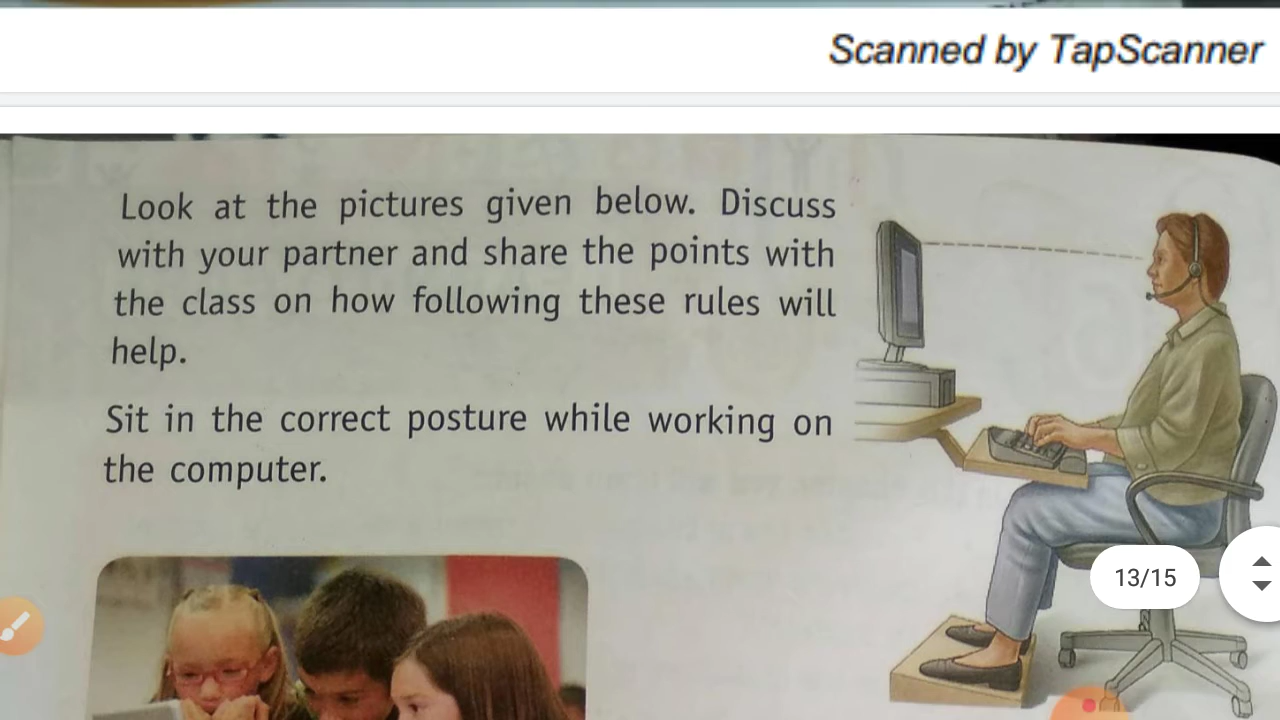 Scanned by TapScanner
Look at the pictures given below. Discuss
with your partner and share the points with
the class on how following these rules will
help.
Sit in the correct posture while working on
the computer.
13/15